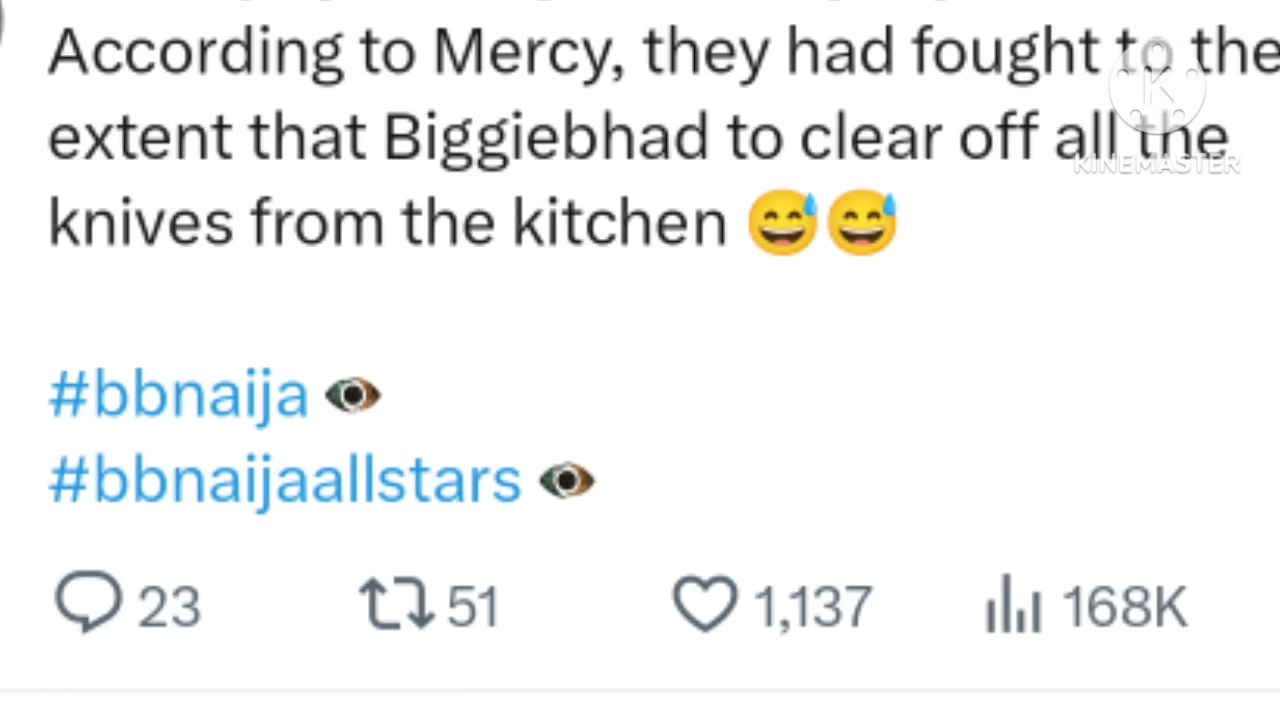 According to Mercy, they had fought to the
extent that Biggiebhad to clear off all the
knives from the kitchen 😅😅
#bbnaija
#bbnaijaallstars
23 51 1,137 168K
K
KINEMASTER